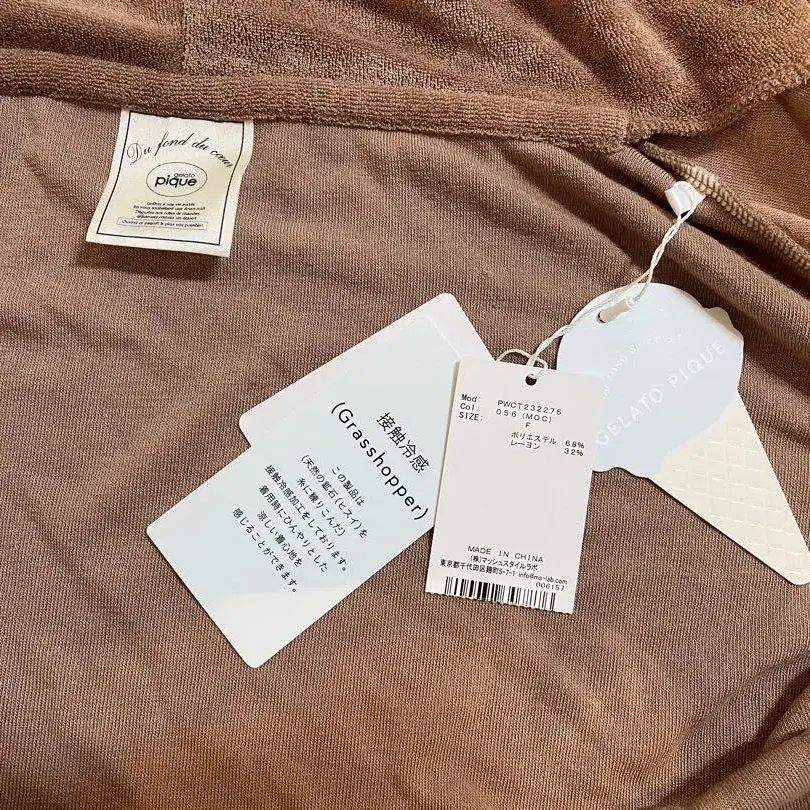 Du fond du cœur
gelato
pique
Mod: PWCT232276
Col: 056 (MOC)
SIZE: F
ポリエステル 68%
レーヨン 32%
MADE IN CHINA
(株)マッシュスタイルラボ
東京都千代田区麹町5-7-1 info@ms-lab.com
006157
接触冷感
(Grasshopper)
この製品は
(天然の鉱石(ヒスイ)を
糸に練りこんだ)
接触冷感加工をしております。
着用時にひんやりとした
涼しい着心地を
感じることができます。
GELATO PIQUE